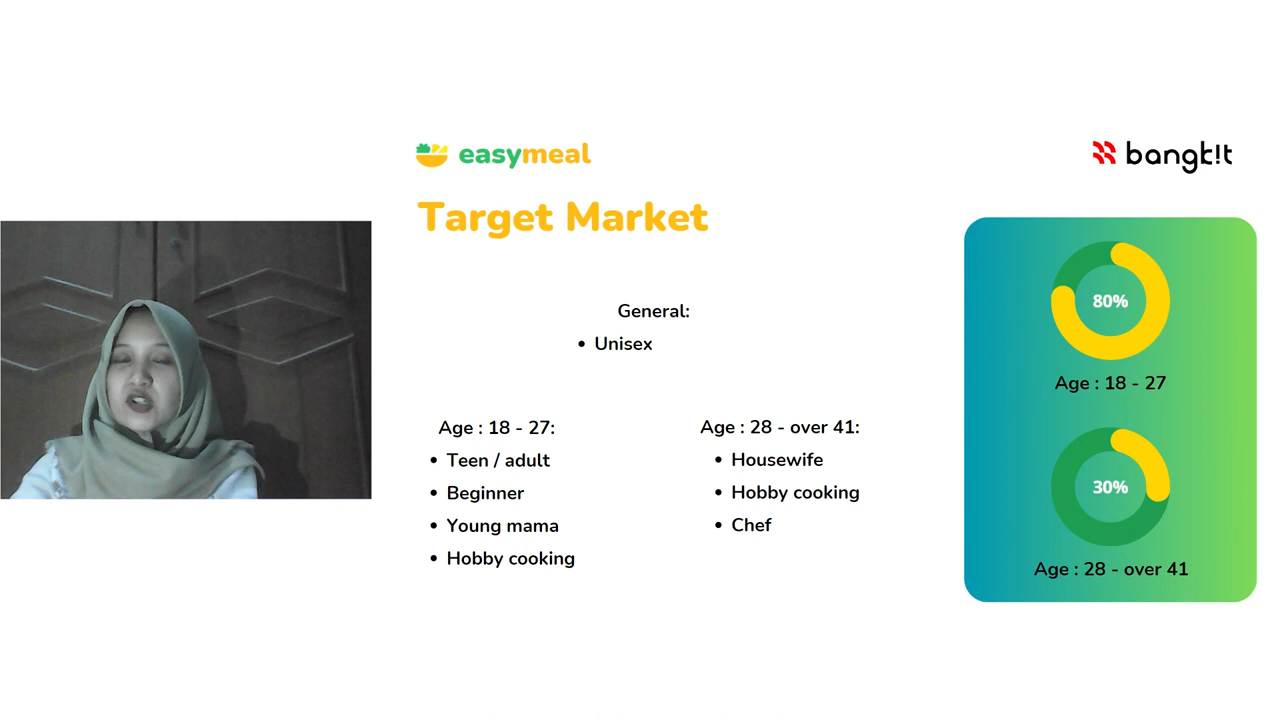 easymeal
bangk!t
Target Market
General:
• Unisex
Age : 18 - 27:
• Teen / adult
• Beginner
• Young mama
• Hobby cooking
Age : 28 - over 41:
• Housewife
• Hobby cooking
• Chef
80%
Age : 18 - 27
30%
Age : 28 - over 41